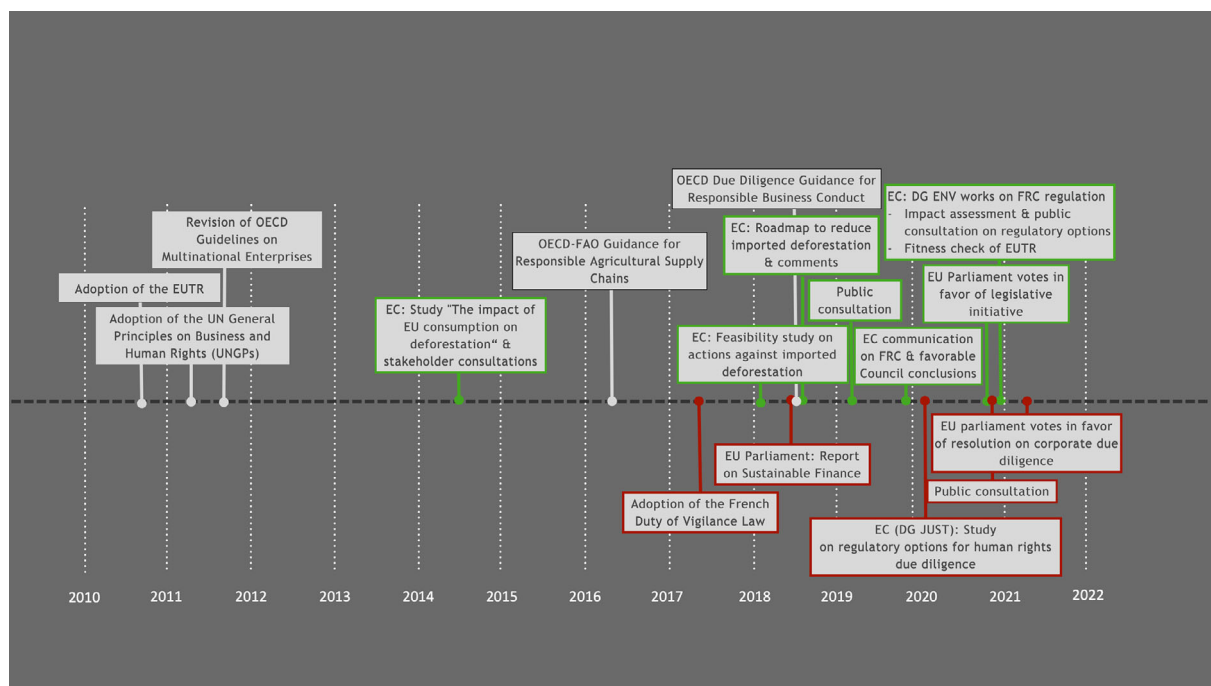 Adoption of the EUTR
Revision of OECD
Guidelines on
Multinational Enterprises
Adoption of the UN General
Principles on Business and
Human Rights (UNGPs)
EC: Study "The impact of
EU consumption on
deforestation“ &
stakeholder consultations
OECD-FAO Guidance for
Responsible Agricultural Supply
Chains
OECD Due Diligence Guidance for
Responsible Business Conduct
EC: Roadmap to reduce
imported deforestation
& comments
EC: Feasibility study on
actions against imported
deforestation
Public
consultation
EC communication
on FRC & favorable
Council conclusions
EC: DG ENV works on FRC regulation
- Impact assessment & public
consultation on regulatory options
- Fitness check of EUTR
EU Parliament votes in
favor of legislative
initiative
Adoption of the French
Duty of Vigilance Law
EU Parliament: Report
on Sustainable Finance
EC (DG JUST): Study
on regulatory options for human rights
due diligence
Public consultation
EU parliament votes in favor
of resolution on corporate due
diligence
2010 2011 2012 2013 2014 2015 2016 2017 2018 2019 2020 2021 2022